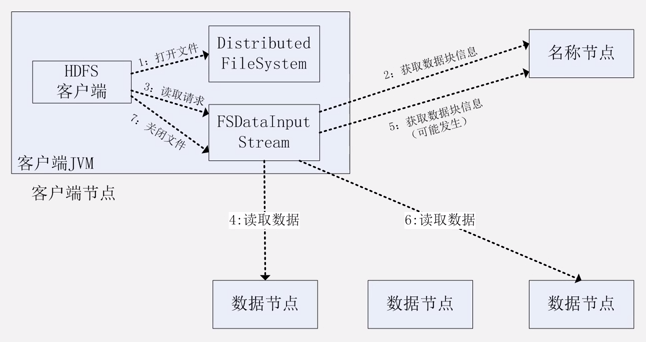 1：打开文件
Distributed
FileSystem
HDFS
客户端
3：读取请求
7：关闭文件
FSDataInput
Stream
2：获取数据块信息
名称节点
5：获取数据块信息
（可能发生）
客户端JVM
客户端节点
4:读取数据
6:读取数据
数据节点
数据节点
数据节点